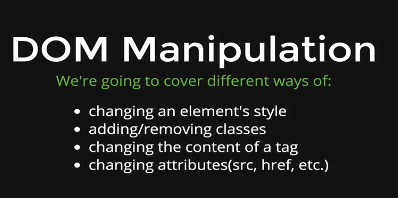 DOM Manipulation
We're going to cover different ways of:
• changing an element's style
• adding/removing classes
• changing the content of a tag
• changing attributes(src, href, etc.)